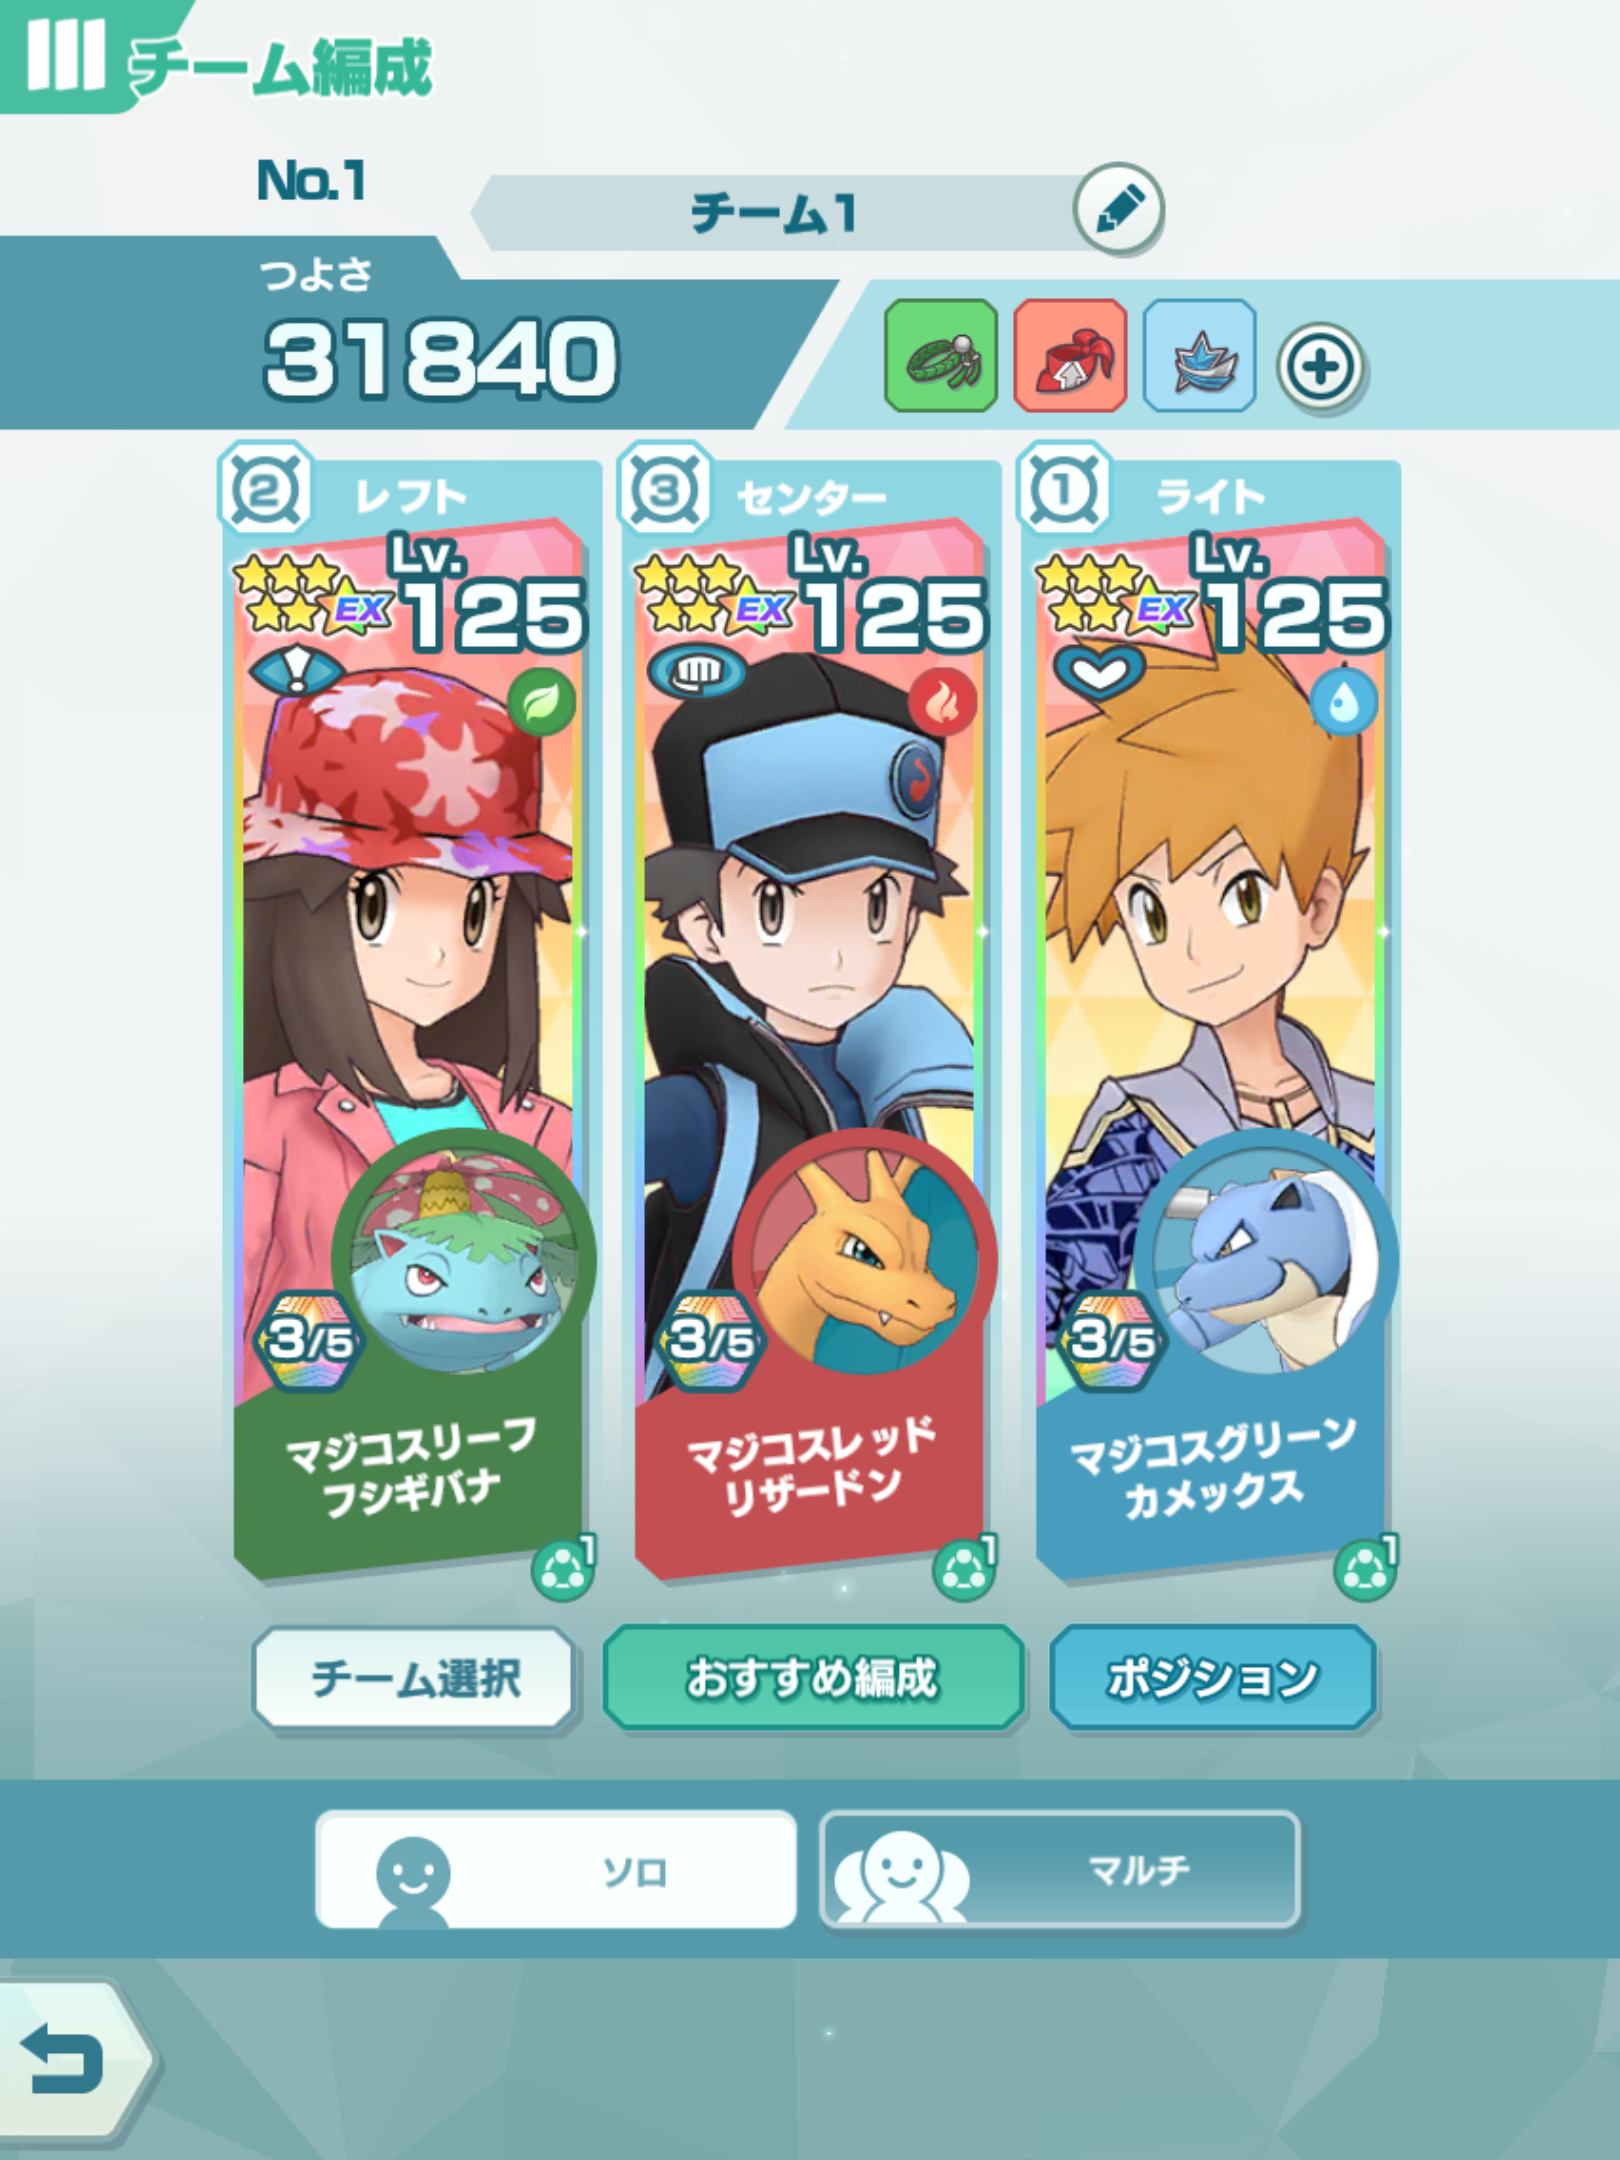 チーム編成
No.1
チーム1
つよさ
31840
2 レフト
3 センター
1 ライト
Lv.
EX 125
Lv.
EX 125
Lv.
EX 125
3/5
3/5
3/5
マジコスリーフ
フシギバナ
マジコスレッド
リザードン
マジコスグリーン
カメックス
1
1
1
チーム選択
おすすめ編成
ポジション
ソロ
マルチ